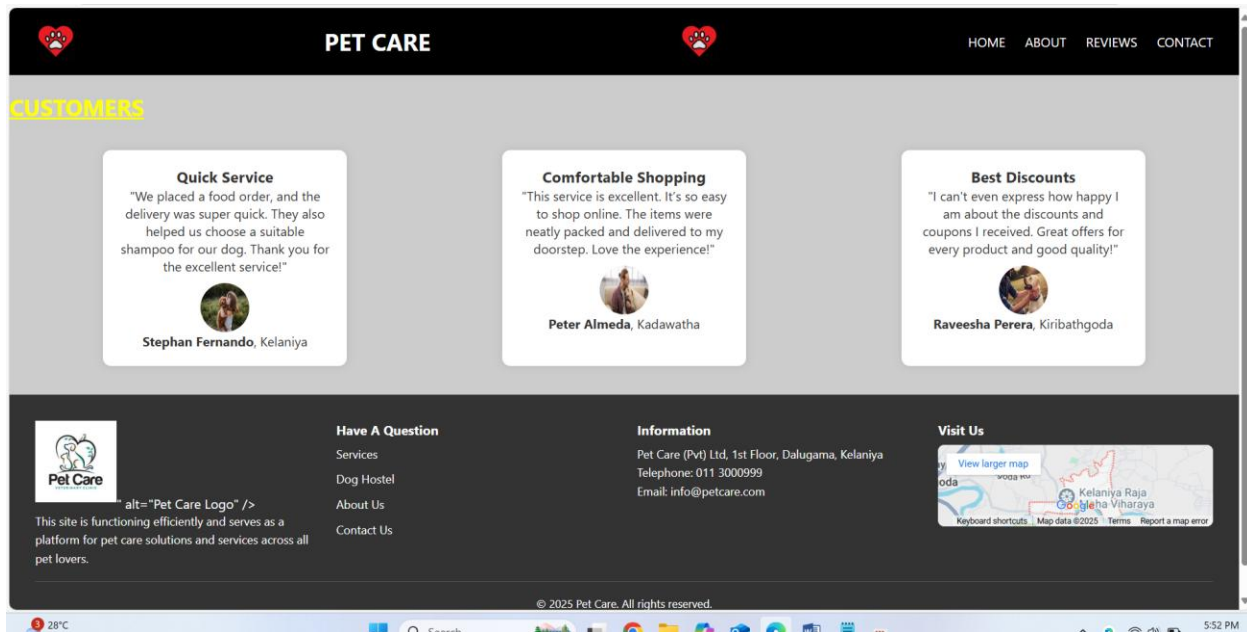 PET CARE
HOME ABOUT REVIEWS CONTACT
CUSTOMERS
Quick Service
"We placed a food order, and the
delivery was super quick. They also
helped us choose a suitable
shampoo for our dog. Thank you for
the excellent service!"
Stephan Fernando, Kelaniya
Comfortable Shopping
"This service is excellent. It's so easy
to shop online. The items were
neatly packed and delivered to my
doorstep. Love the experience!"
Peter Almeda, Kadawatha
Best Discounts
"I can't even express how happy I
am about the discounts and
coupons I received. Great offers for
every product and good quality!"
Raveesha Perera, Kiribathgoda
Pet Care
" alt="Pet Care Logo" />
This site is functioning efficiently and serves as a
platform for pet care solutions and services across all
pet lovers.
Have A Question
Services
Dog Hostel
About Us
Contact Us
Information
Pet Care (Pvt) Ltd, 1st Floor, Dalugama, Kelaniya
Telephone: 011 3000999
Email: info@petcare.com
Visit Us
View larger map
Kelaniya Raja
Viharaya
Google
Keyboard shortcuts Map data ©2025 Terms Report a map error
© 2025 Pet Care. All rights reserved.
3 28°C
Search
5:52 PM